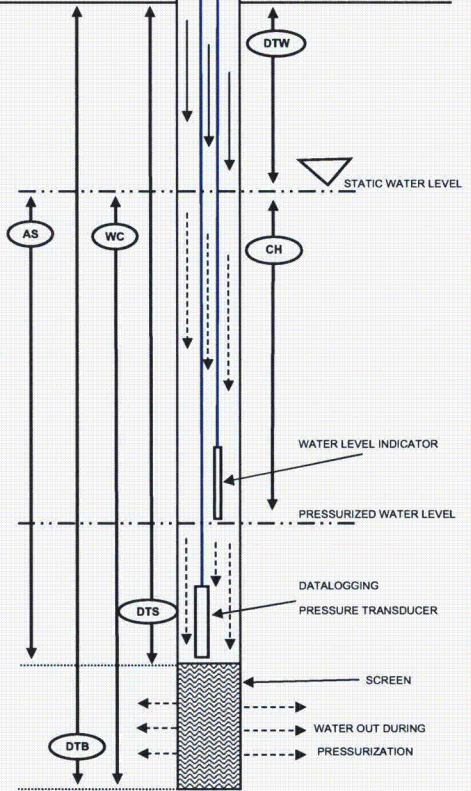 DTW
STATIC WATER LEVEL
AS
WC
CH
WATER LEVEL INDICATOR
PRESSURIZED WATER LEVEL
DATALOGGING
PRESSURE TRANSDUCER
DTS
SCREEN
WATER OUT DURING
PRESSURIZATION
DTB